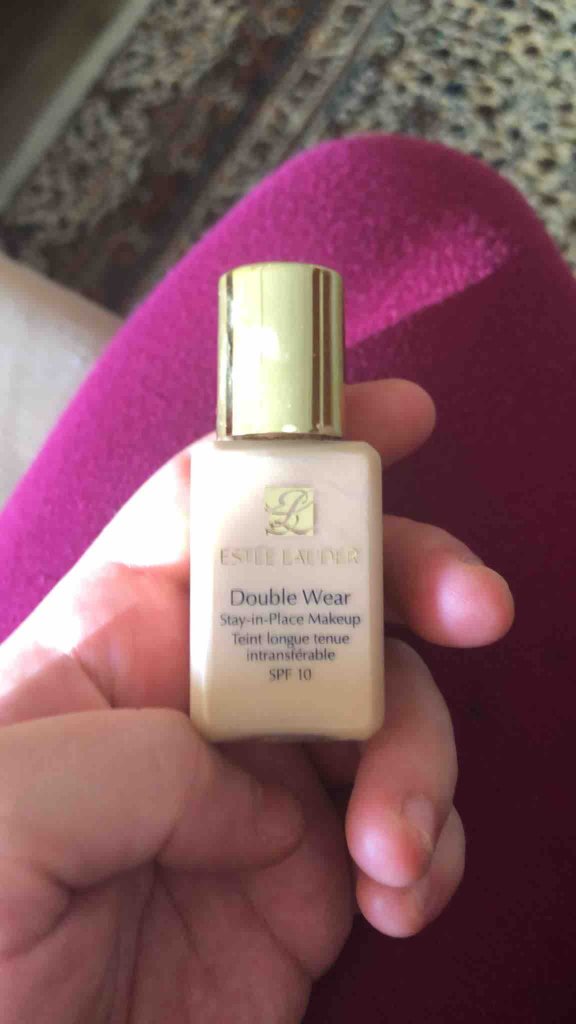 ESTĒE LAUDER
Double Wear
Stay-in-Place Makeup
Teint longue tenue
intransférable
SPF 10